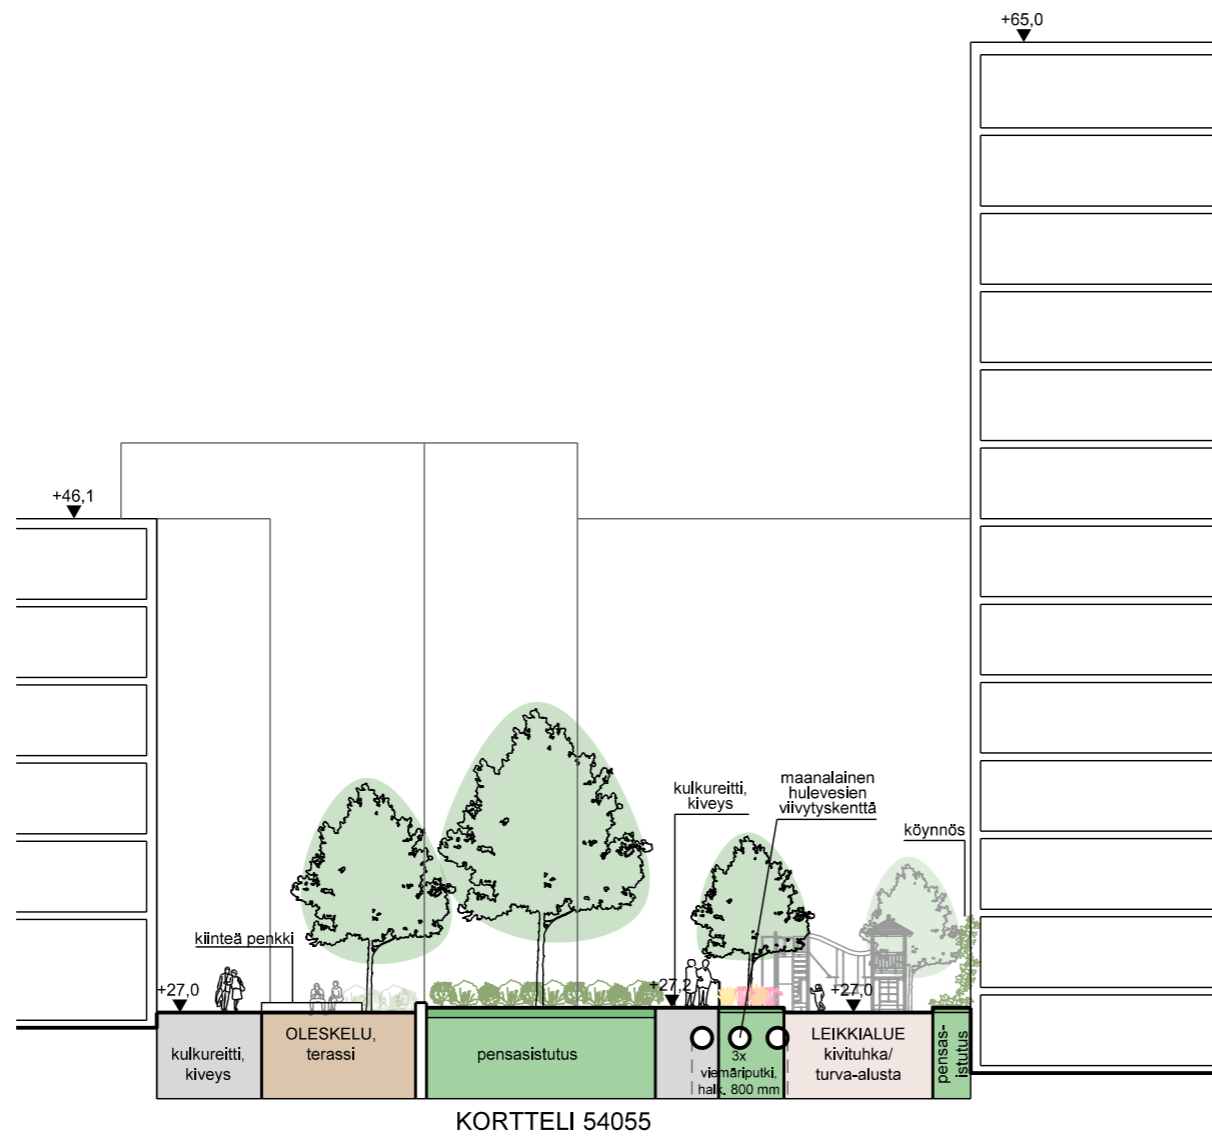 +65,0
+46,1
kulkureitti,
kiveys
maanalainen
hulevesien
viivytyskenttä
köynnös
kiinteä penkki
+27,0
+27,2
+27,0
kulkureitti,
kiveys
OLESKELU,
terassi
pensasistutus
3x
viemäriputki,
halk. 800 mm
LEIKKIALUE
kivituhka/
turva-alusta
pensas-
istutus
KORTTELI 54055